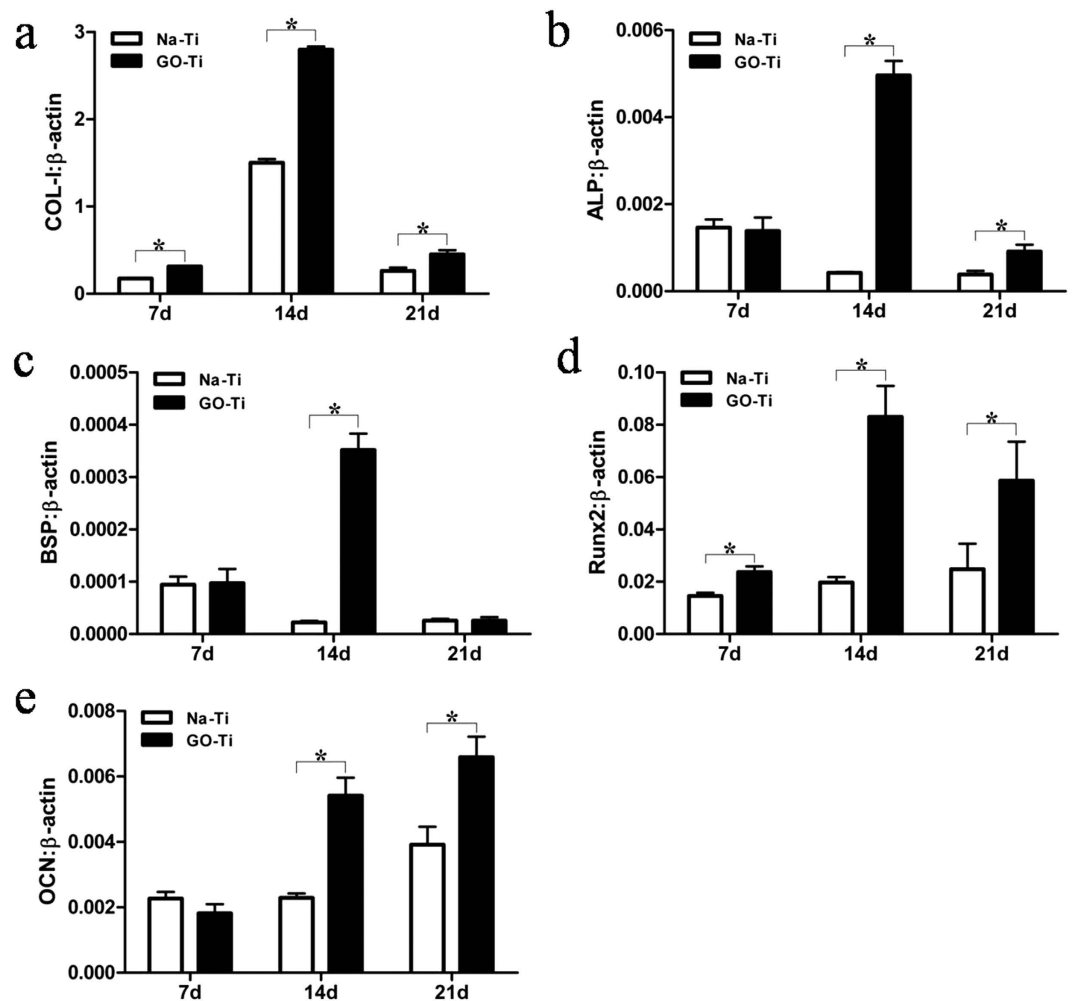 a
COL-I:β-actin
3
2
1
0
Na-Ti
GO-Ti
*
*
*
7d 14d 21d
b
ALP:β-actin
0.006
0.004
0.002
0.000
Na-Ti
GO-Ti
*
*
7d 14d 21d
c
BSP:β-actin
0.0005
0.0004
0.0003
0.0002
0.0001
0.0000
Na-Ti
GO-Ti
*
7d 14d 21d
d
Runx2:β-actin
0.10
0.08
0.06
0.04
0.02
0.00
Na-Ti
GO-Ti
*
*
*
7d 14d 21d
e
OCN:β-actin
0.008
0.006
0.004
0.002
0.000
Na-Ti
GO-Ti
*
*
7d 14d 21d